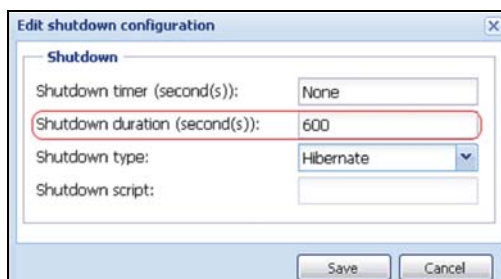 Edit shutdown configuration
Shutdown
Shutdown timer (second(s)): None
Shutdown duration (second(s)): 600
Shutdown type: Hibernate
Shutdown script:
Save Cancel